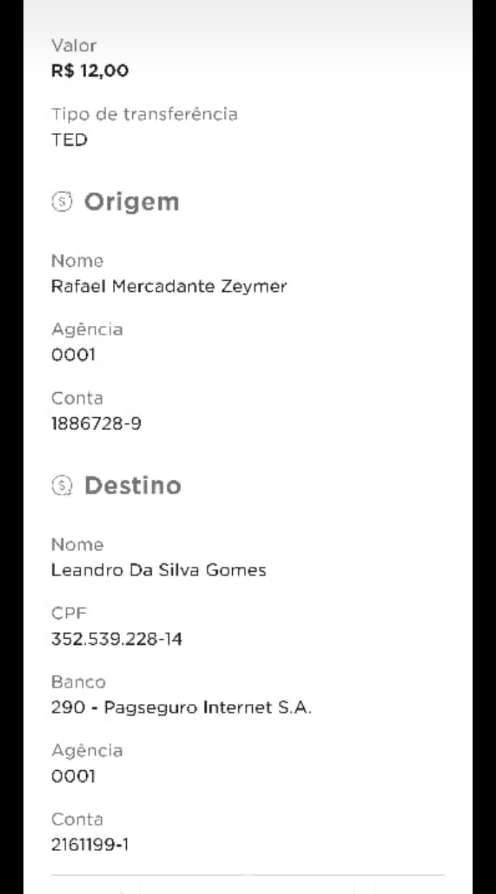 Valor
R$ 12,00
Tipo de transferência
TED
Origem
Nome
Rafael Mercadante Zeymer
Agência
0001
Conta
1886728-9
Destino
Nome
Leandro Da Silva Gomes
CPF
352.539.228-14
Banco
290 - Pagseguro Internet S.A.
Agência
0001
Conta
2161199-1